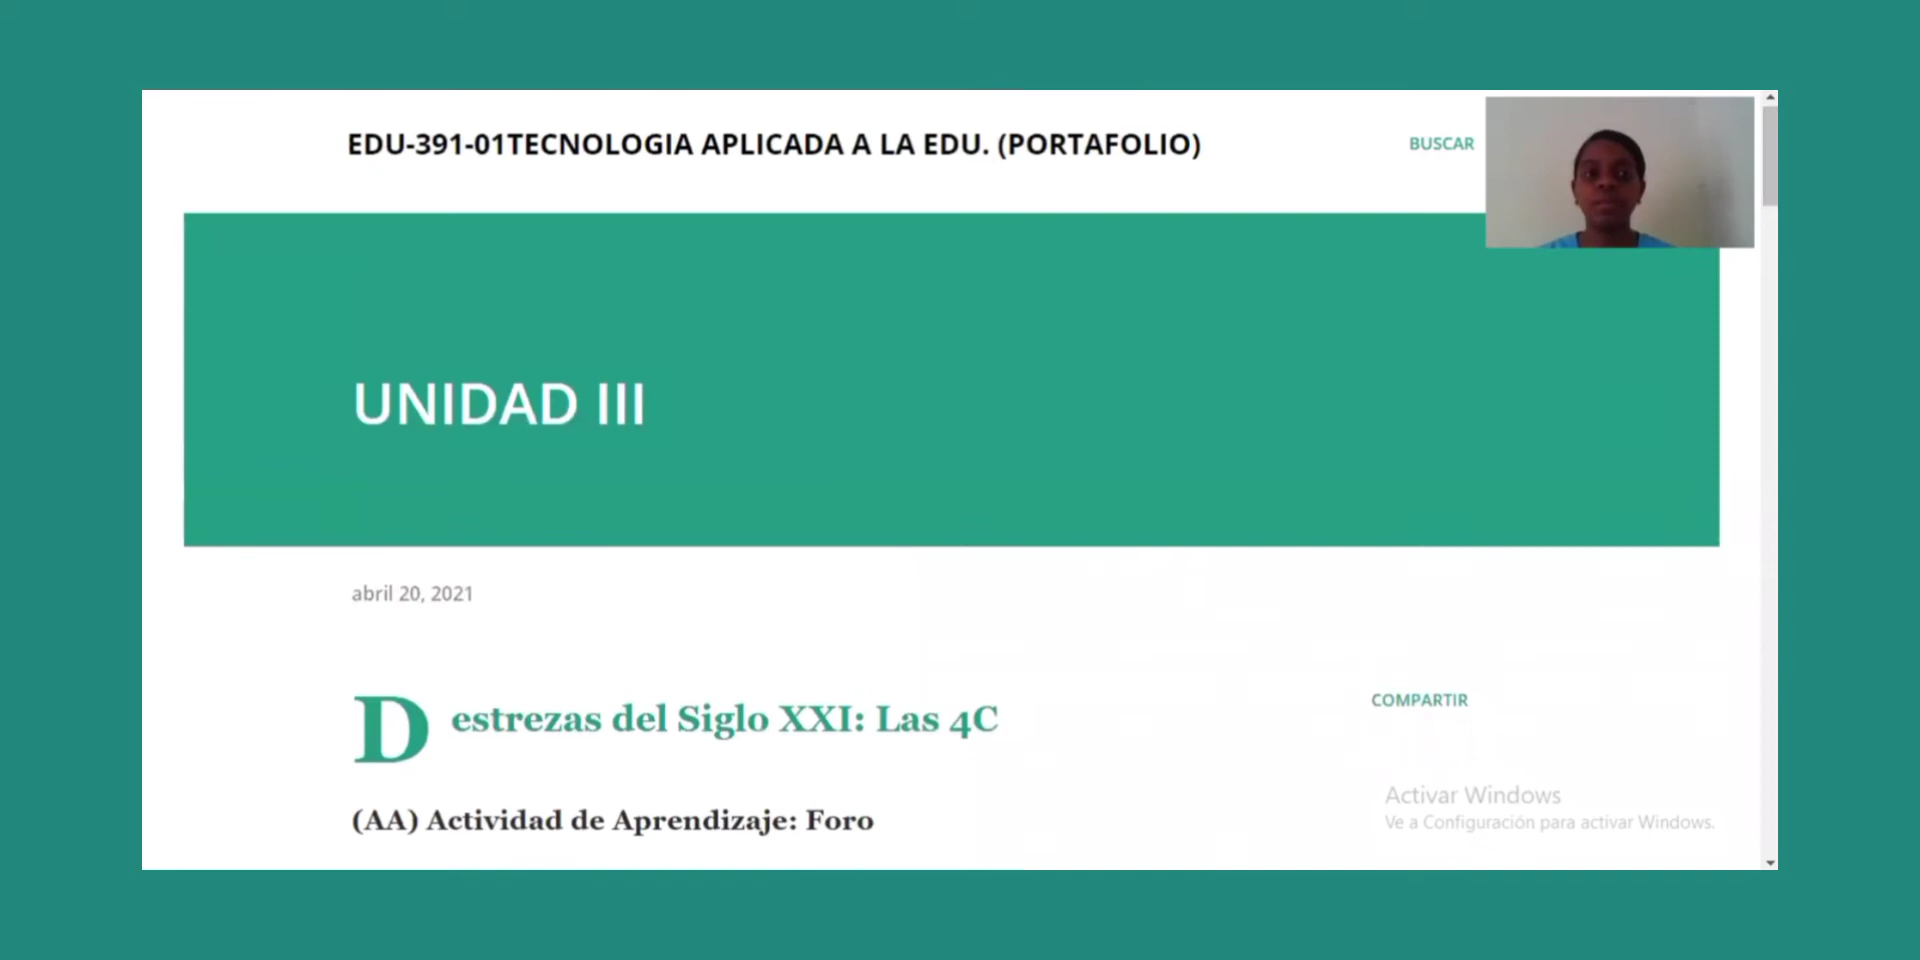 EDU-391-01TECNOLOGIA APLICADA A LA EDU. (PORTAFOLIO)
BUSCAR
UNIDAD III
abril 20, 2021
Destrezas del Siglo XXI: Las 4C
COMPARTIR
(AA) Actividad de Aprendizaje: Foro
Activar Windows
Ve a Configuración para activar Windows.